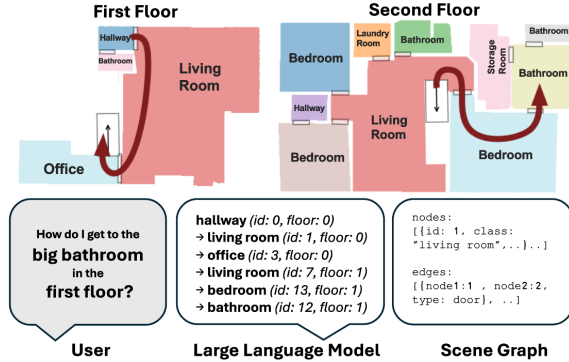 First Floor
Second Floor
Hallway
Bathroom
Living
Room
Office
Bedroom
Laundry
Room
Bathroom
Storage
Room
Bathroom
Bathroom
Hallway
Living
Room
Bedroom
Bedroom
How do I get to the
big bathroom
in the
first floor?
hallway (id: 0, floor: 0)
→ living room (id: 1, floor: 0)
→ office (id: 3, floor: 0)
→ living room (id: 7, floor: 1)
→ bedroom (id: 13, floor: 1)
→ bathroom (id: 12, floor: 1)
nodes:
[{id: 1, class:
"living room",..}..]
edges:
[{node1:1 , node2:2,
type: door}, ..]
User
Large Language Model
Scene Graph